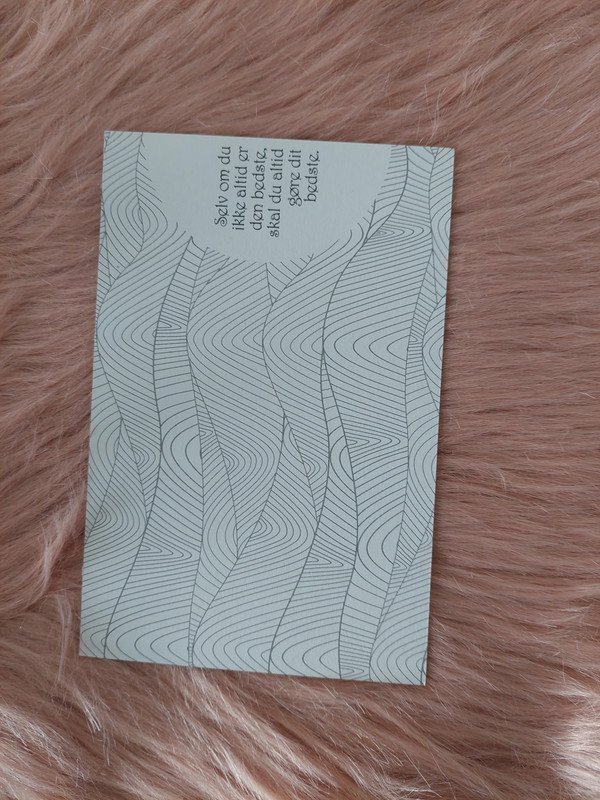 Selv om du
ikke altid er
den bedste,
skal du altid
gøre dit
bedste.